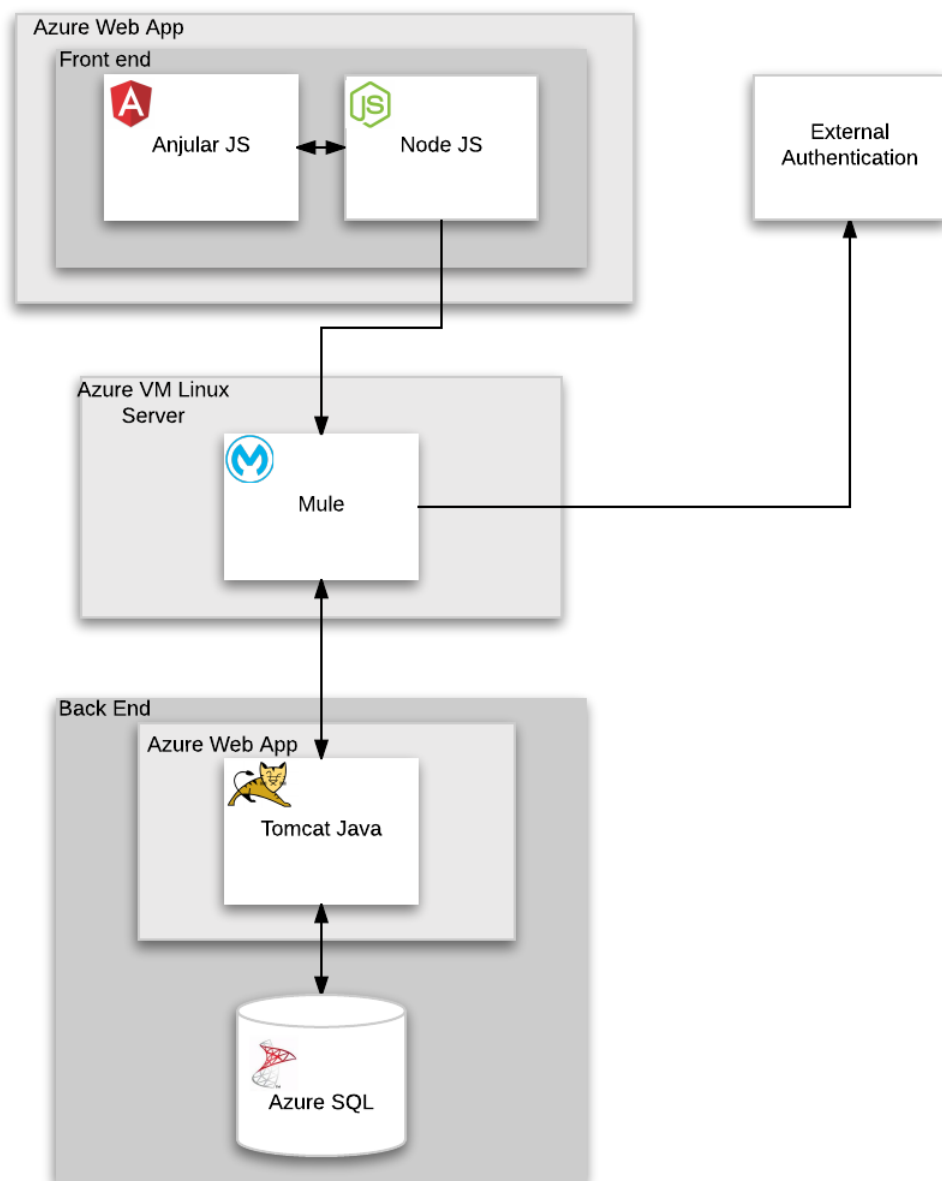 Azure Web App
Front end
Anjular JS
JS
Node JS
External
Authentication
Azure VM Linux
Server
Mule
Back End
Azure Web App
Tomcat Java
Azure SQL